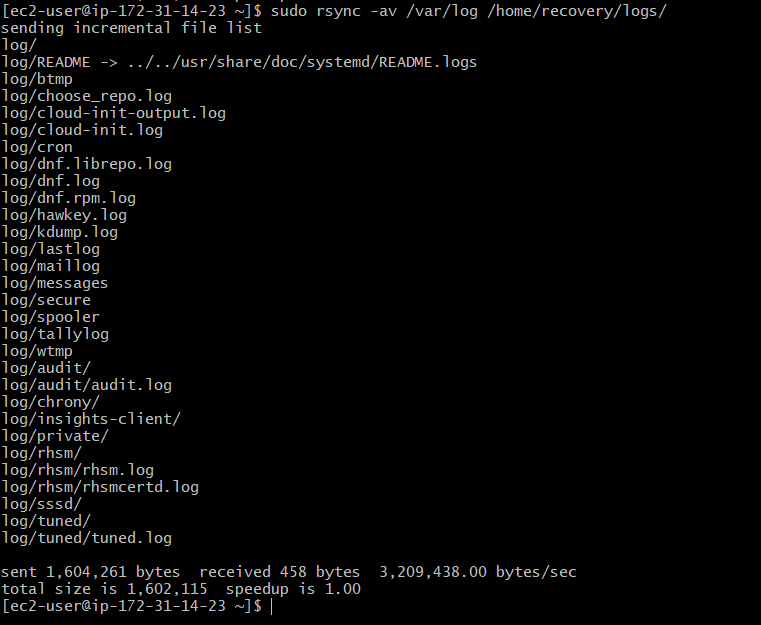 [ec2-user@ip-172-31-14-23 ~]$ sudo rsync -av /var/log /home/recovery/logs/
sending incremental file list
log/
log/README -> ../../usr/share/doc/systemd/README.logs
log/btmp
log/choose_repo.log
log/cloud-init-output.log
log/cloud-init.log
log/cron
log/dnf.librepo.log
log/dnf.log
log/dnf.rpm.log
log/hawkey.log
log/kdump.log
log/lastlog
log/maillog
log/messages
log/secure
log/spooler
log/tallylog
log/wtmp
log/audit/
log/audit/audit.log
log/chrony/
log/insights-client/
log/private/
log/rhsm/
log/rhsm/rhsm.log
log/rhsm/rhsmcertd.log
log/sssd/
log/tuned/
log/tuned/tuned.log

sent 1,604,261 bytes  received 458 bytes  3,209,438.00 bytes/sec
total size is 1,602,115  speedup is 1.00
[ec2-user@ip-172-31-14-23 ~]$